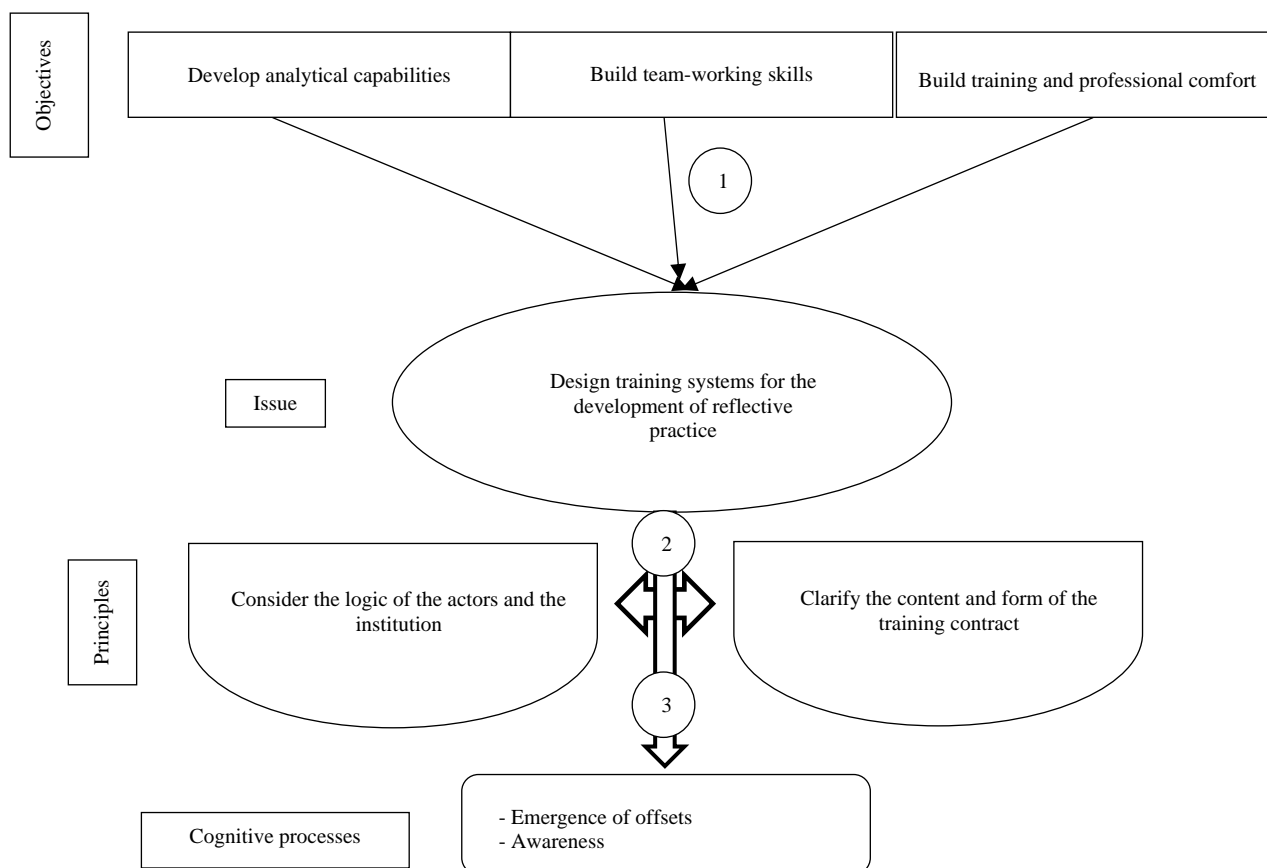 Objectives
Develop analytical capabilities
Build team-working skills
Build training and professional comfort
1
Issue
Design training systems for the
development of reflective
practice
2
Principles
Consider the logic of the actors and the
institution
Clarify the content and form of the
training contract
3
Cognitive processes
- Emergence of offsets
- Awareness